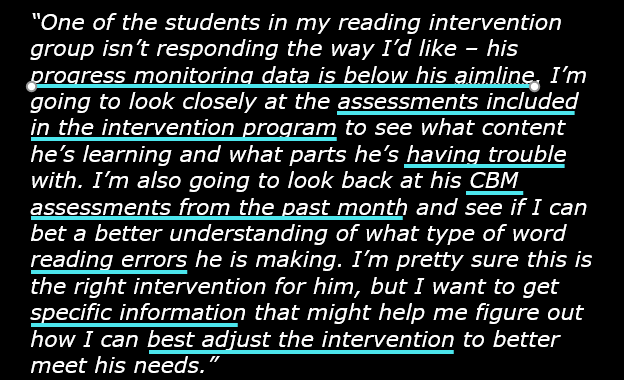 “One of the students in my reading intervention
group isn’t responding the way I’d like – his
progress monitoring data is below his aimline. I’m
going to look closely at the assessments included
in the intervention program to see what content
he’s learning and what parts he’s having trouble
with. I’m also going to look back at his CBM
assessments from the past month and see if I can
bet a better understanding of what type of word
reading errors he is making. I’m pretty sure this is
the right intervention for him, but I want to get
specific information that might help me figure out
how I can best adjust the intervention to better
meet his needs.”